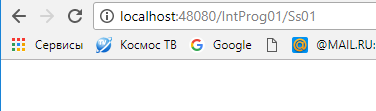 localhost:48080/IntProg01/Ss01
Сервисы Космос ТВ Google @MAIL.RU: